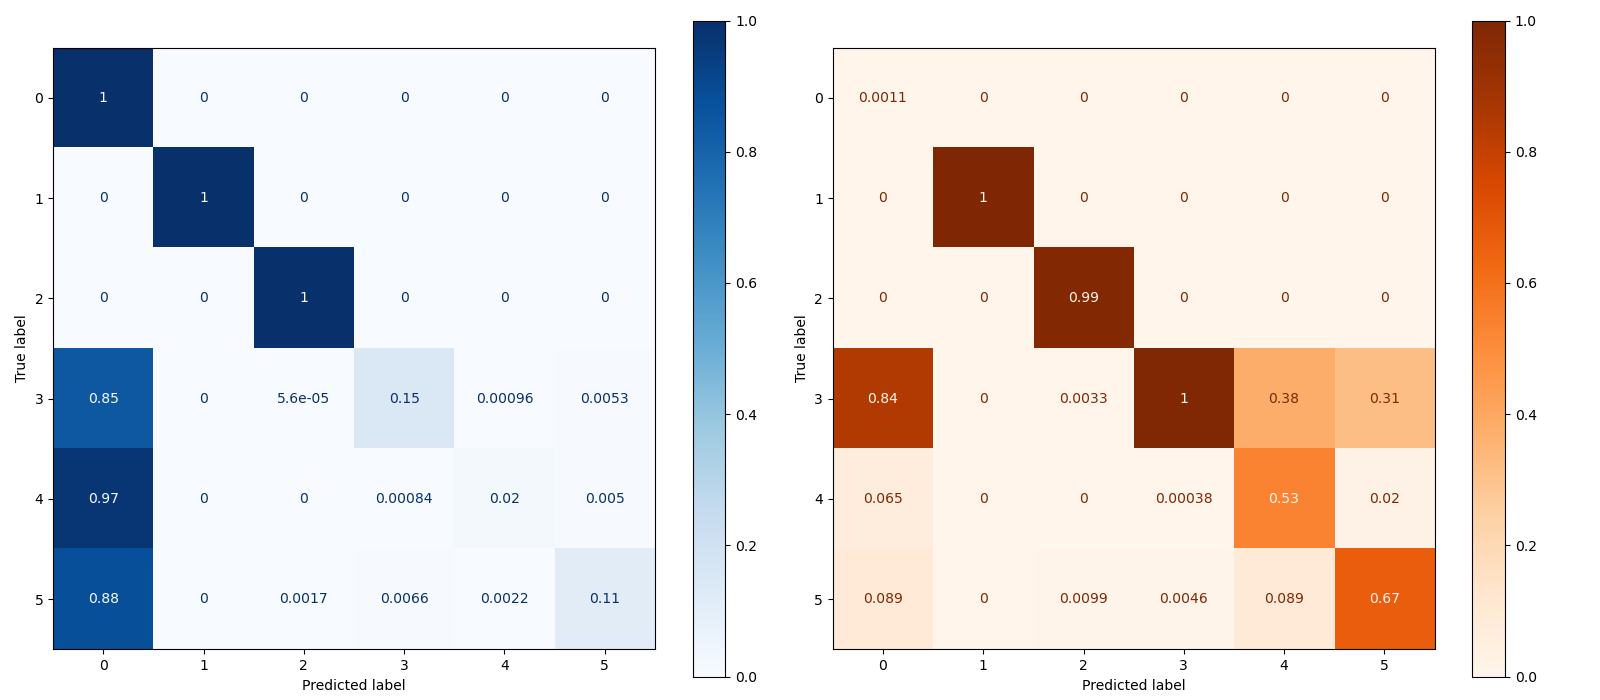 1.0
0.8
0.6
0.4
0.2
0.0
True label
0 1 0 0 0 0 0
1 0 1 0 0 0 0
2 0 0 1 0 0 0
3 0.85 0 5.6e-05 0.15 0.00096 0.0053
4 0.97 0 0 0.00084 0.02 0.005
5 0.88 0 0.0017 0.0066 0.0022 0.11
0 1 2 3 4 5
Predicted label
1.0
0.8
0.6
0.4
0.2
0.0
True label
0 0.0011 0 0 0 0 0
1 0 1 0 0 0 0
2 0 0 0.99 0 0 0
3 0.84 0 0.0033 1 0.38 0.31
4 0.065 0 0 0.00038 0.53 0.02
5 0.089 0 0.0099 0.0046 0.089 0.67
0 1 2 3 4 5
Predicted label